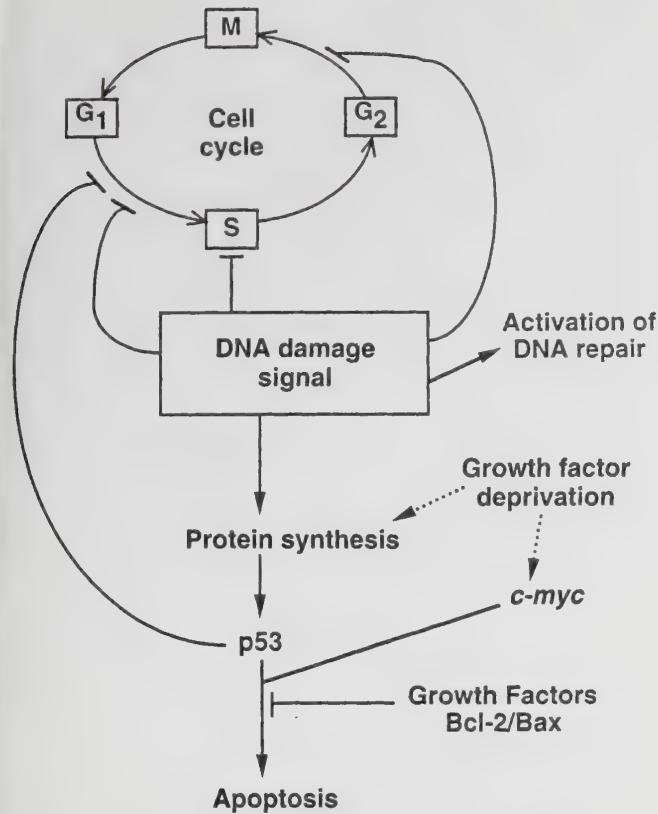 M
G1
G2
Cell
cycle
S
DNA damage
signal
Activation of
DNA repair
Growth factor
deprivation
Protein synthesis
c-myc
p53
Growth Factors
Bcl-2/Bax
Apoptosis